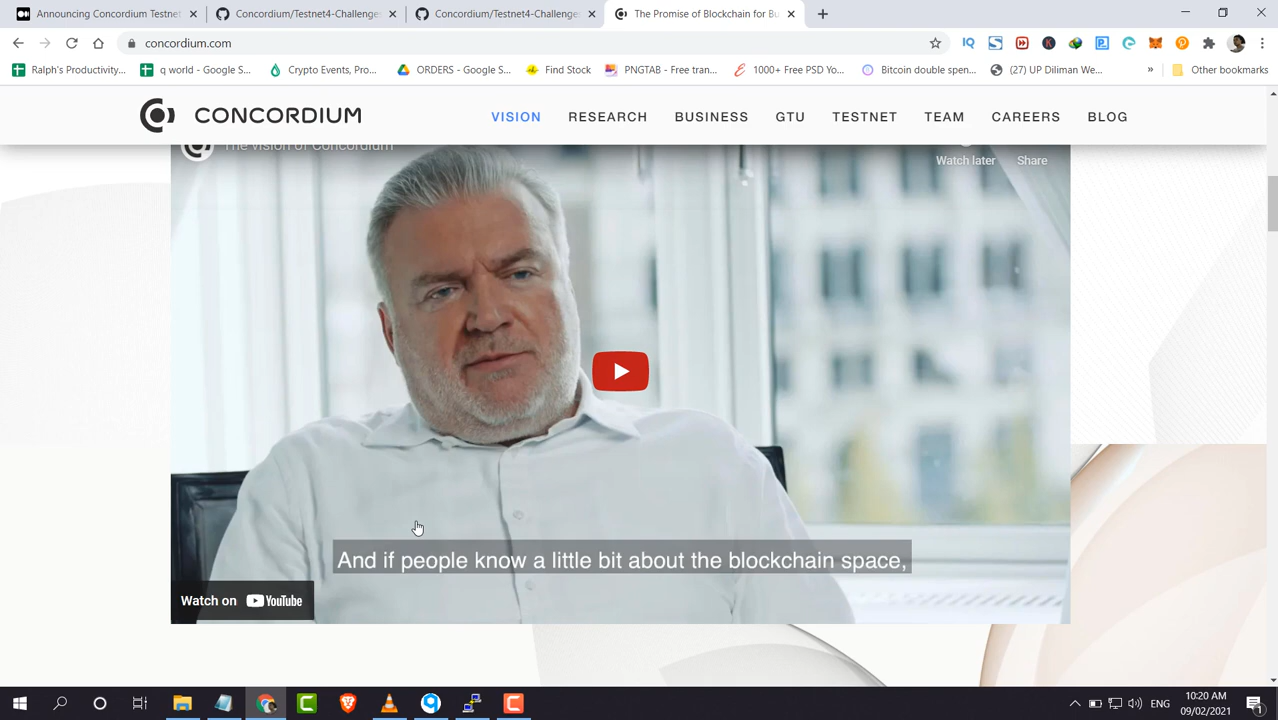 Announcing Concordium Testnet
Concordium/Testnet4-Challenges
Concordium/Testnet4-Challenges
The Promise of Blockchain for Bu
concordium.com
Ralph's Productivity...
q world - Google S...
Crypto Events, Pro...
ORDERS - Google S...
Find Stock
PNGTAB - Free tran...
1000+ Free PSD Yo...
Bitcoin double spen...
(27) UP Diliman We...
Other bookmarks
CONCORDIUM
VISION
RESEARCH
BUSINESS
GTU
TESTNET
TEAM
CAREERS
BLOG
The Vision of Concordium
Watch later
Share
And if people know a little bit about the blockchain space,
Watch on YouTube
ENG
10:20 AM
09/02/2021
1